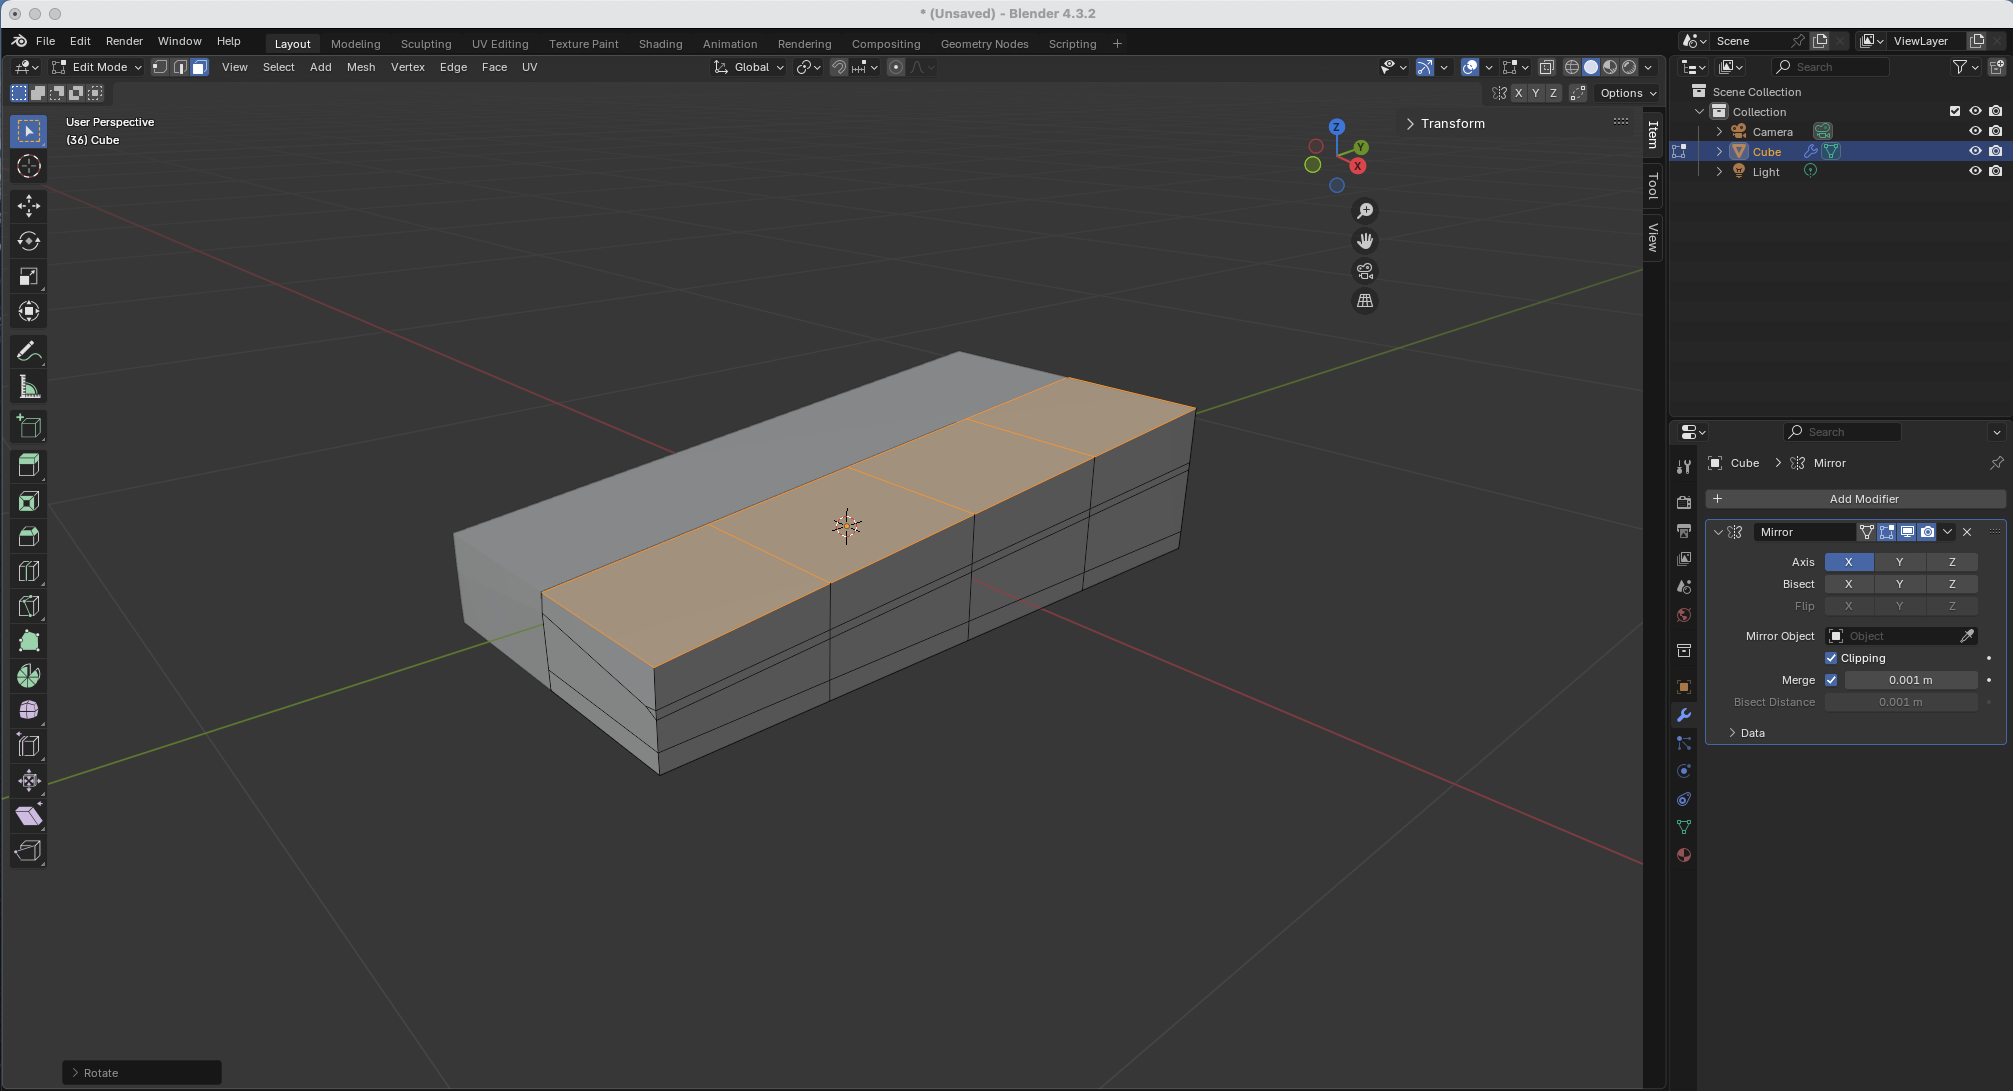 * (Unsaved) - Blender 4.3.2
File Edit Render Window Help
Layout Modeling Sculpting UV Editing Texture Paint Shading Animation Rendering Compositing Geometry Nodes Scripting +
Scene
ViewLayer
Edit Mode
View Select Add Mesh Vertex Edge Face UV
Global
Search
X Y Z
Options
User Perspective
(36) Cube
Z
Y
X
Transform
Item
Tool
View
Scene Collection
Collection
Camera
Cube
Light
Search
Cube > Mirror
+ Add Modifier
Mirror
Axis X Y Z
Bisect X Y Z
Flip X Y Z
Mirror Object Object
Clipping
Merge 0.001 m
Bisect Distance 0.001 m
> Data
> Rotate